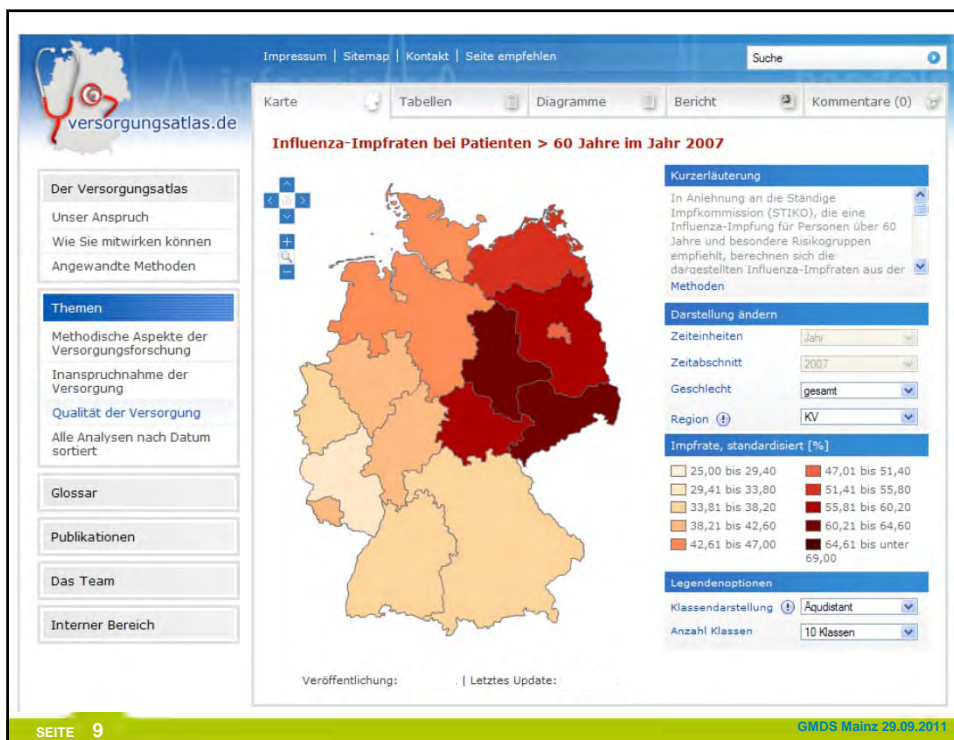 Impressum | Sitemap | Kontakt | Seite empfehlen
Suche
versorgungsatlas.de
Karte
Tabellen
Diagramme
Bericht
Kommentare (0)
Influenza-Impfraten bei Patienten > 60 Jahre im Jahr 2007
Der Versorgungsatlas
Unser Anspruch
Wie Sie mitwirken können
Angewandte Methoden
Themen
Methodische Aspekte der
Versorgungsforschung
Inanspruchnahme der
Versorgung
Qualität der Versorgung
Alle Analysen nach Datum
sortiert
Glossar
Publikationen
Das Team
Interner Bereich
Kurzerläuterung
In Anlehnung an die Ständige
Impfkommission (STIKO), die eine
Influenza-Impfung für Personen über 60
Jahre und besondere Risikogruppen
empfiehlt, berechnen sich die
dargestellten Influenza-Impfraten aus der
Methoden
Darstellung ändern
Zeiteinheiten Jahr
Zeitabschnitt 2007
Geschlecht gesamt
Region KV
Impfrate, standardisiert [%]
25,00 bis 29,40
29,41 bis 33,80
33,81 bis 38,20
38,21 bis 42,60
42,61 bis 47,00
47,01 bis 51,40
51,41 bis 55,80
55,81 bis 60,20
60,21 bis 64,60
64,61 bis unter
69,00
Legendenoptionen
Klassendarstellung Äquidistant
Anzahl Klassen 10 Klassen
Veröffentlichung: . | Letztes Update:
SEITE 9
GMDS Mainz 29.09.2011